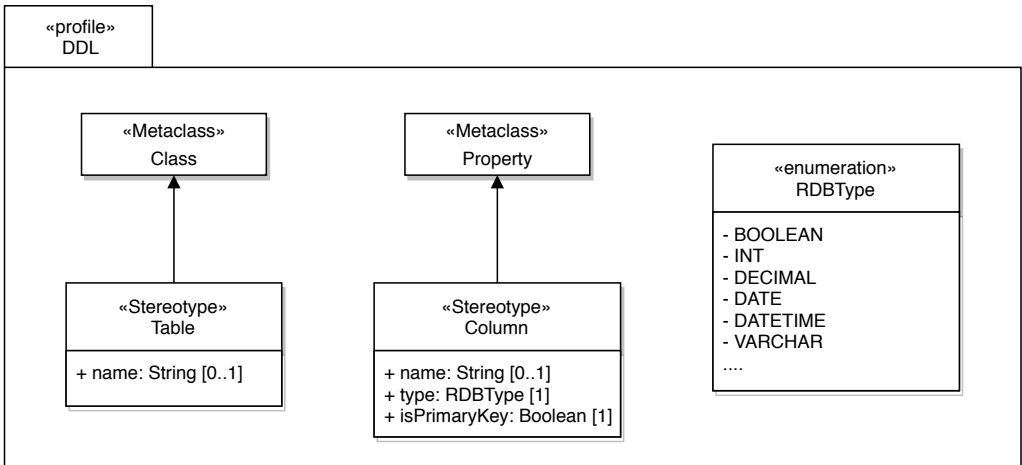 «profile»
DDL
«Metaclass»
Class
«Metaclass»
Property
«enumeration»
RDBType
- BOOLEAN
- INT
- DECIMAL
- DATE
- DATETIME
- VARCHAR
....
«Stereotype»
Table
+ name: String [0..1]
«Stereotype»
Column
+ name: String [0..1]
+ type: RDBType [1]
+ isPrimaryKey: Boolean [1]